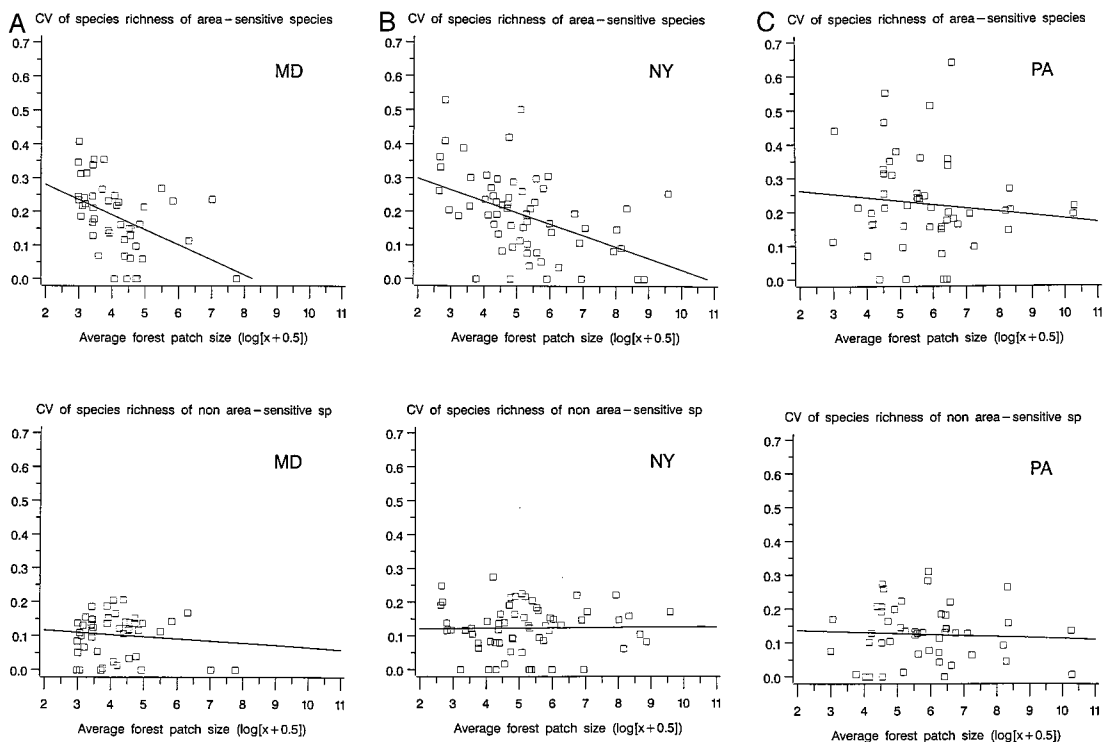 A
CV of species richness of area-sensitive species
MD
0.7
0.6
0.5
0.4
0.3
0.2
0.1
0.0
2 3 4 5 6 7 8 9 10 11
Average forest patch size (log[x+0.5])
B
CV of species richness of area-sensitive species
NY
0.7
0.6
0.5
0.4
0.3
0.2
0.1
0.0
2 3 4 5 6 7 8 9 10 11
Average forest patch size (log[x+0.5])
C
CV of species richness of area-sensitive species
PA
0.7
0.6
0.5
0.4
0.3
0.2
0.1
0.0
2 3 4 5 6 7 8 9 10 11
Average forest patch size (log[x+0.5])
CV of species richness of non area-sensitive sp
MD
0.7
0.6
0.5
0.4
0.3
0.2
0.1
0.0
2 3 4 5 6 7 8 9 10 11
Average forest patch size (log[x+0.5])
CV of species richness of non area-sensitive sp
NY
0.7
0.6
0.5
0.4
0.3
0.2
0.1
0.0
2 3 4 5 6 7 8 9 10 11
Average forest patch size (log[x+0.5])
CV of species richness of non area-sensitive sp
PA
0.7
0.6
0.5
0.4
0.3
0.2
0.1
0.0
2 3 4 5 6 7 8 9 10 11
Average forest patch size (log[x+0.5])